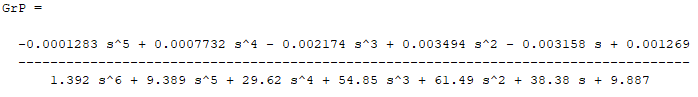 GrP =
-0.0001283 s^5 + 0.0007732 s^4 - 0.002174 s^3 + 0.003494 s^2 - 0.003158 s + 0.001269
-------------------------------------------------------------------------------------
1.392 s^6 + 9.389 s^5 + 29.62 s^4 + 54.85 s^3 + 61.49 s^2 + 38.38 s + 9.887